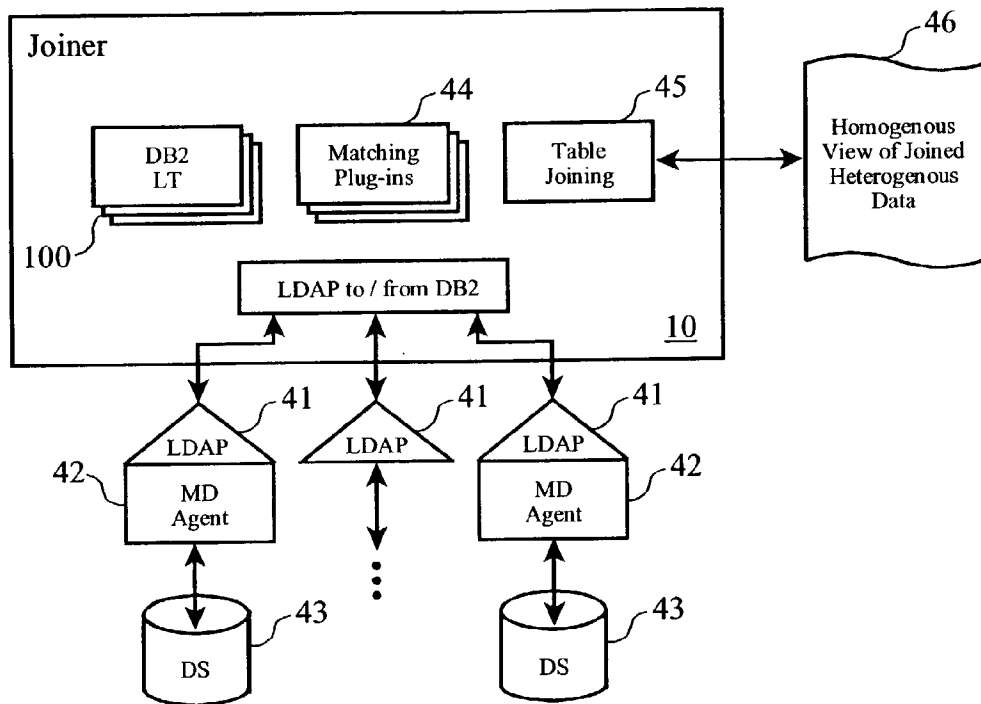 46
Joiner
44
45
DB2
LT
Matching
Plug-ins
Table
Joining
Homogenous
View of Joined
Heterogenous
Data
100
LDAP to / from DB2
10
41
41
41
LDAP
LDAP
LDAP
42
42
MD
Agent
MD
Agent
43
43
DS
DS